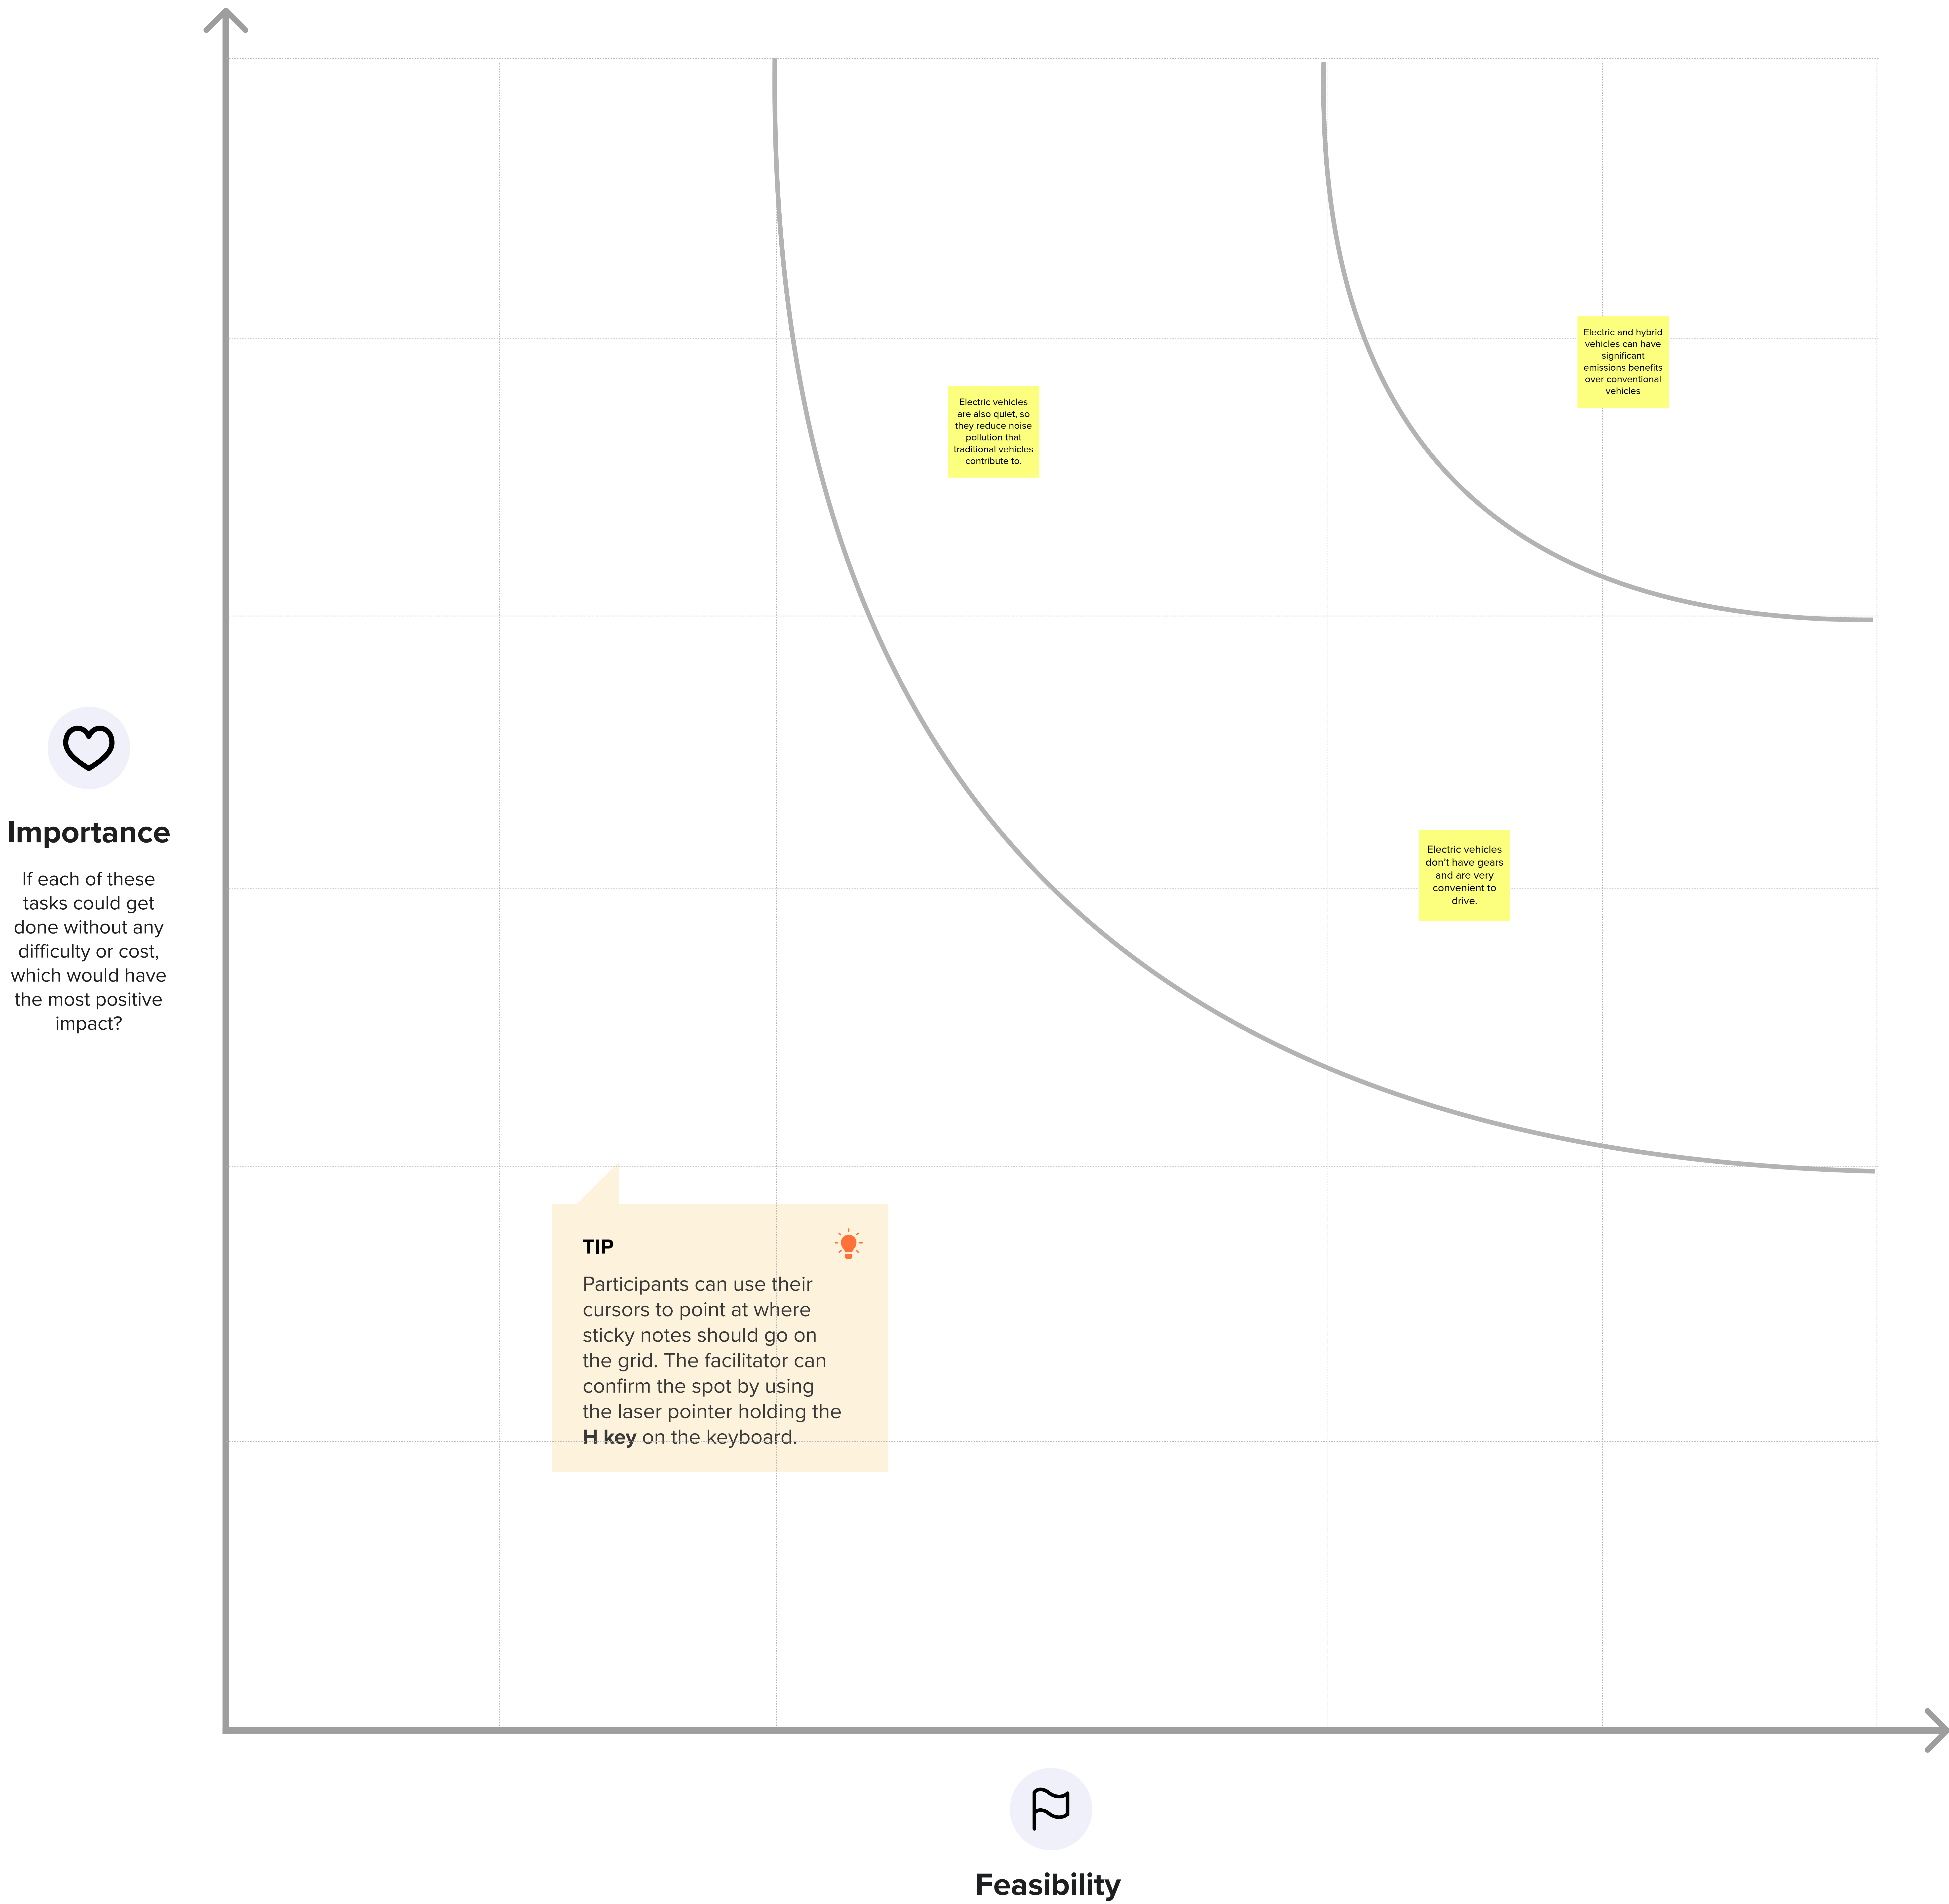 Electric and hybrid
vehicles can have
significant
emissions benefits
over conventional
vehicles
Electric vehicles
are also quiet, so
they reduce noise
pollution that
traditional vehicles
contribute to.
Importance
If each of these
tasks could get
done without any
difficulty or cost,
which would have
the most positive
impact?
Electric vehicles
don't have gears
and are very
convenient to
drive.
TIP
Participants can use their
cursors to point at where
sticky notes should go on
the grid. The facilitator can
confirm the spot by using
the laser pointer holding the
H key on the keyboard.
Feasibility